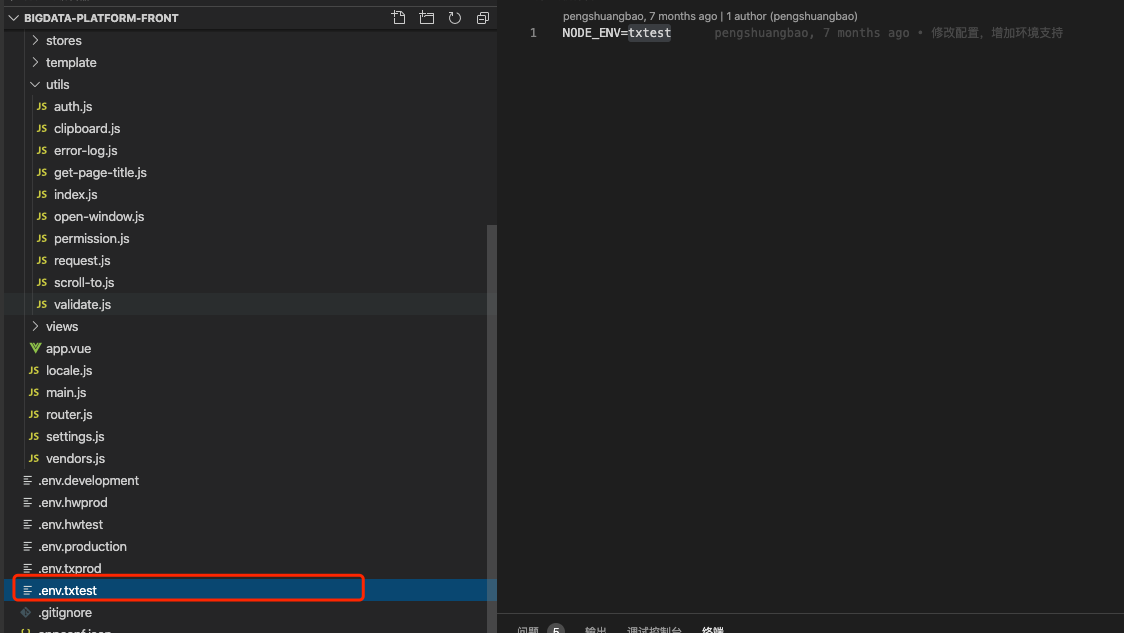 BIGDATA-PLATFORM-FRONT
stores
template
utils
JS auth.js
JS clipboard.js
JS error-log.js
JS get-page-title.js
JS index.js
JS open-window.js
JS permission.js
JS request.js
JS scroll-to.js
JS validate.js
views
app.vue
JS locale.js
JS main.js
JS router.js
JS settings.js
JS vendors.js
.env.development
.env.hwprod
.env.hwtest
.env.production
.env.txprod
.env.txtest
.gitignore
pengshuangbao, 7 months ago | 1 author (pengshuangbao)
1 NODE_ENV=txtest pengshuangbao, 7 months ago • 修改配置，增加环境支持
问题 5 输出 调试控制台 终端